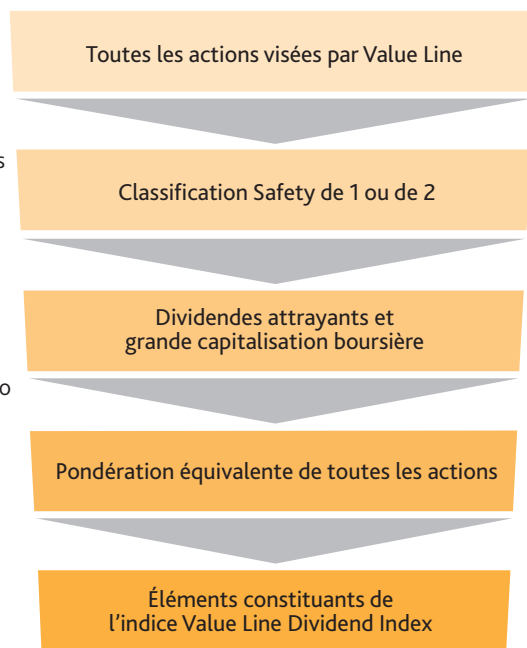 Toutes les actions visées par Value Line
s
Classification Safety de 1 ou de 2
Dividendes attrayants et
grande capitalisation boursière
o
Pondération équivalente de toutes les actions
Éléments constituants de
l'indice Value Line Dividend Index